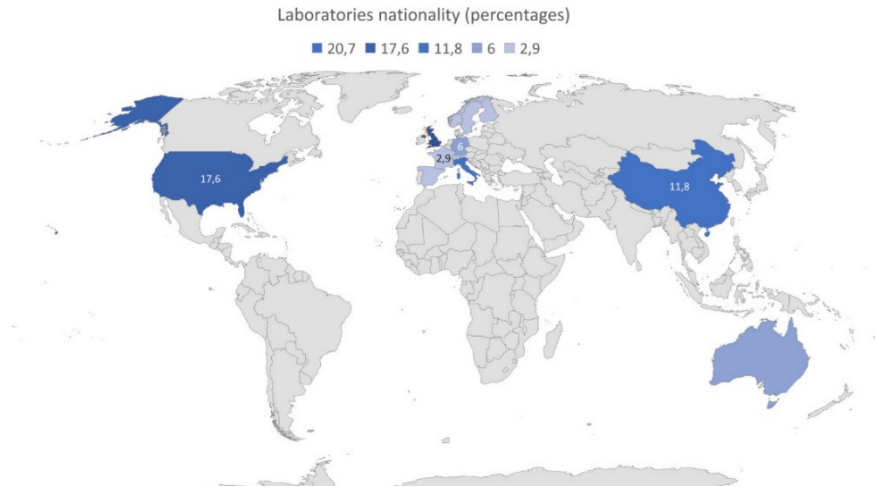 Laboratories nationality (percentages)
20,7 17,6 11,8 6 2,9
6
2,9
17,6
11,8